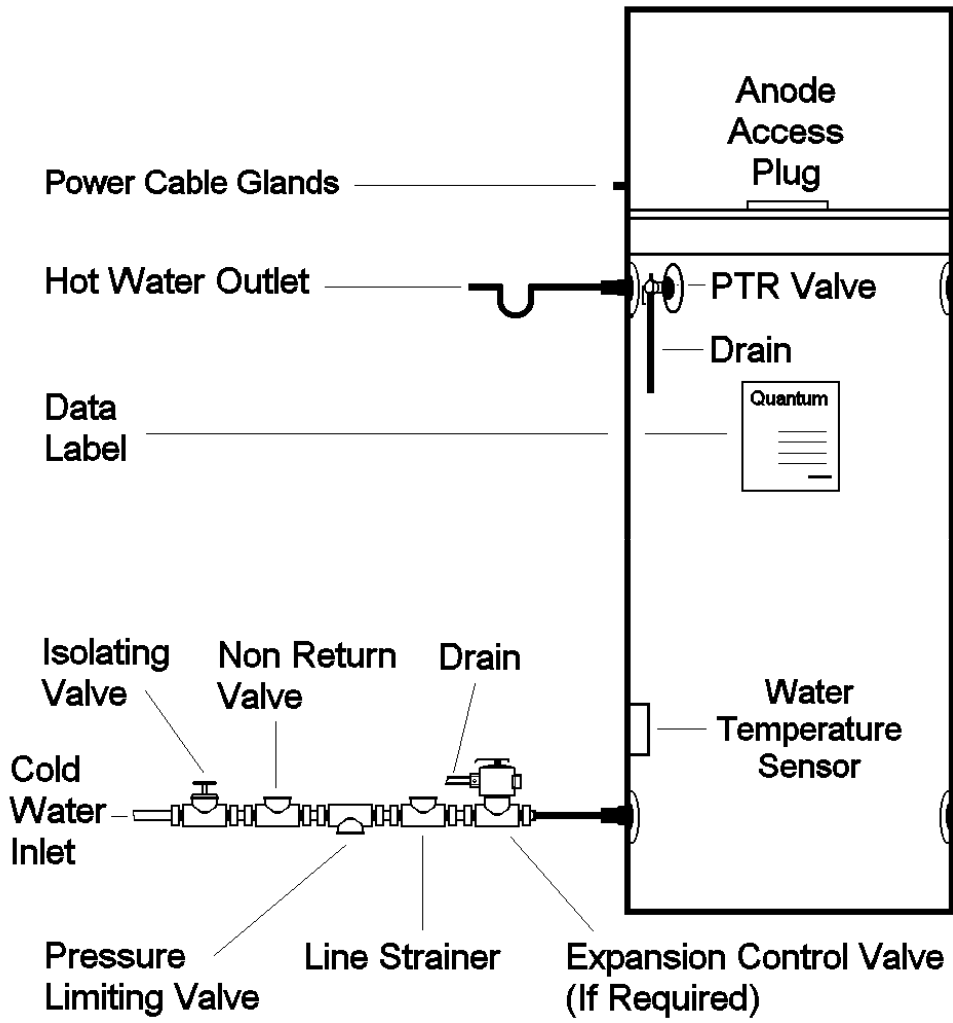 Anode
Access
Plug
Power Cable Glands
Hot Water Outlet
PTR Valve
Drain
Data
Label
Quantum
Isolating
Valve
Non Return
Valve
Drain
Water
Temperature
Sensor
Cold
Water
Inlet
Pressure
Limiting Valve
Line Strainer
Expansion Control Valve
(If Required)